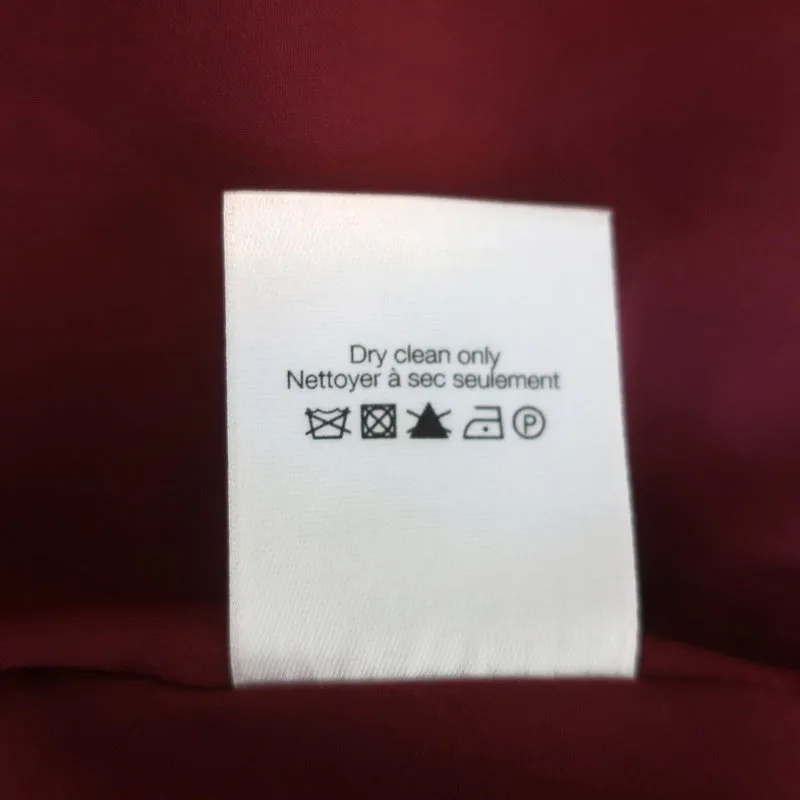 Dry clean only
Nettoyer à sec seulement
P